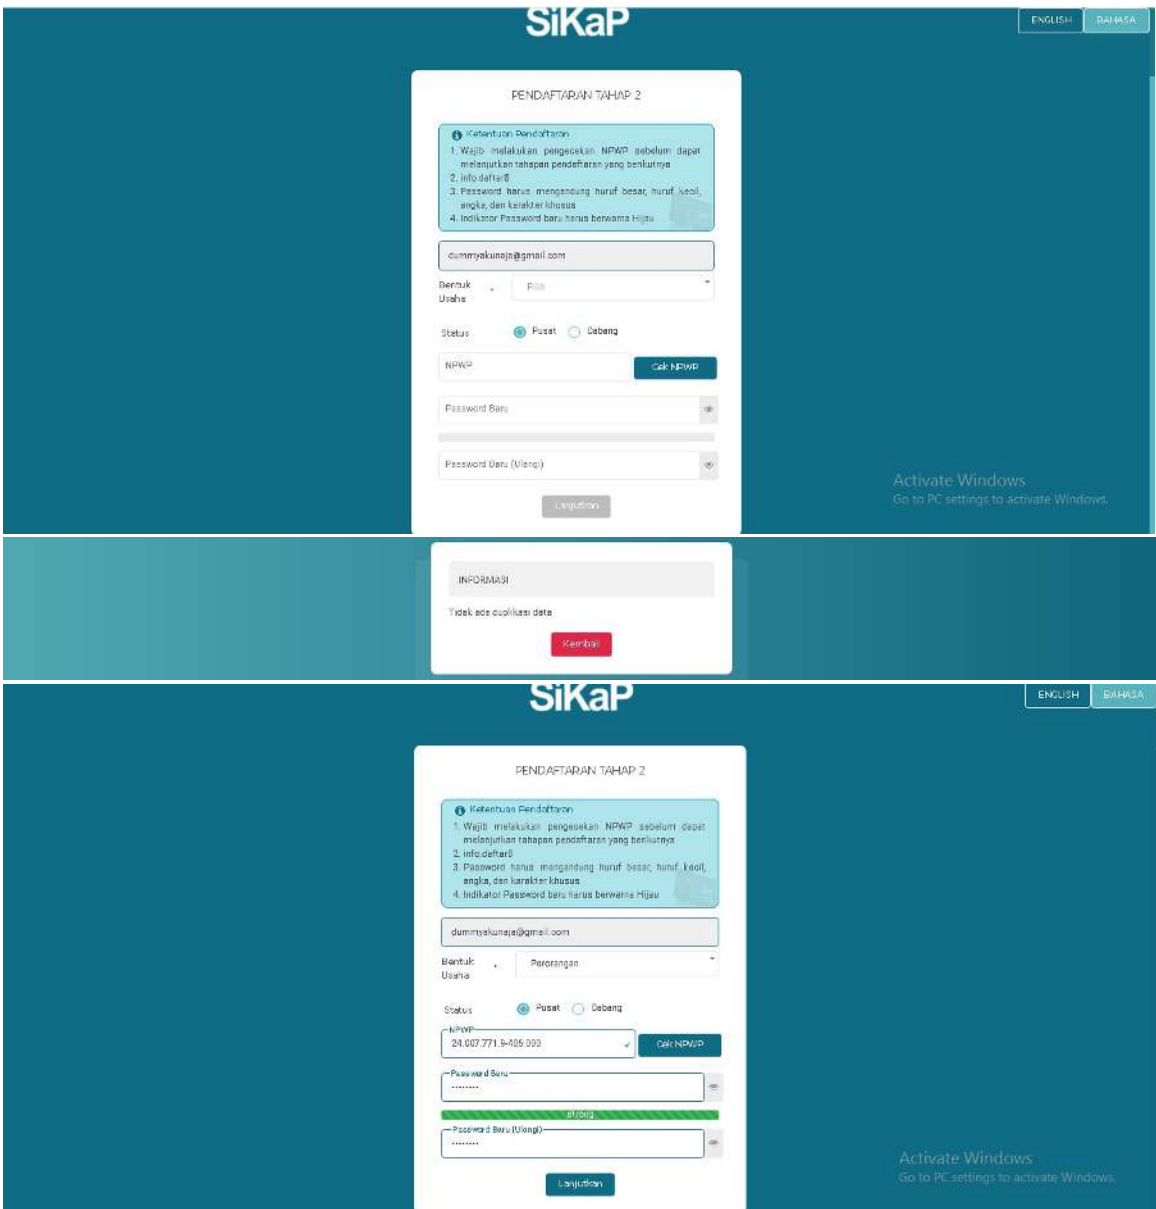 SiKaP
ENGLISH
BAHASA
PENDAFTARAN TAHAP 2
Ketentuan Pendaftaran
1. Wajib melakukan pengecekan NPWP sebelum dapat
melanjutkan tahapan pendaftaran yang berikutnya
2. info.daftar8
3. Password harus mengandung huruf besar, huruf kecil,
angka, dan karakter khusus
4. Indikator Password baru harus berwarna Hijau
dummyakunaja@gmail.com
Bentuk
Usaha
*
Pilih
Status
Pusat
Cabang
NPWP
Cek NPWP
Password Baru
Password Baru (Ulangi)
Lanjutkan
Activate Windows
Go to PC settings to activate Windows.
INFORMASI
Tidak ada duplikasi data
Kembali
SiKaP
ENGLISH
BAHASA
PENDAFTARAN TAHAP 2
Ketentuan Pendaftaran
1. Wajib melakukan pengecekan NPWP sebelum dapat
melanjutkan tahapan pendaftaran yang berikutnya
2. info.daftar8
3. Password harus mengandung huruf besar, huruf kecil,
angka, dan karakter khusus
4. Indikator Password baru harus berwarna Hijau
dummyakunaja@gmail.com
Bentuk
Usaha
*
Perorangan
Status
Pusat
Cabang
NPWP
24.007.771.9-405.000
Cek NPWP
Password Baru
········
strong
Password Baru (Ulangi)
········
Lanjutkan
Activate Windows
Go to PC settings to activate Windows.